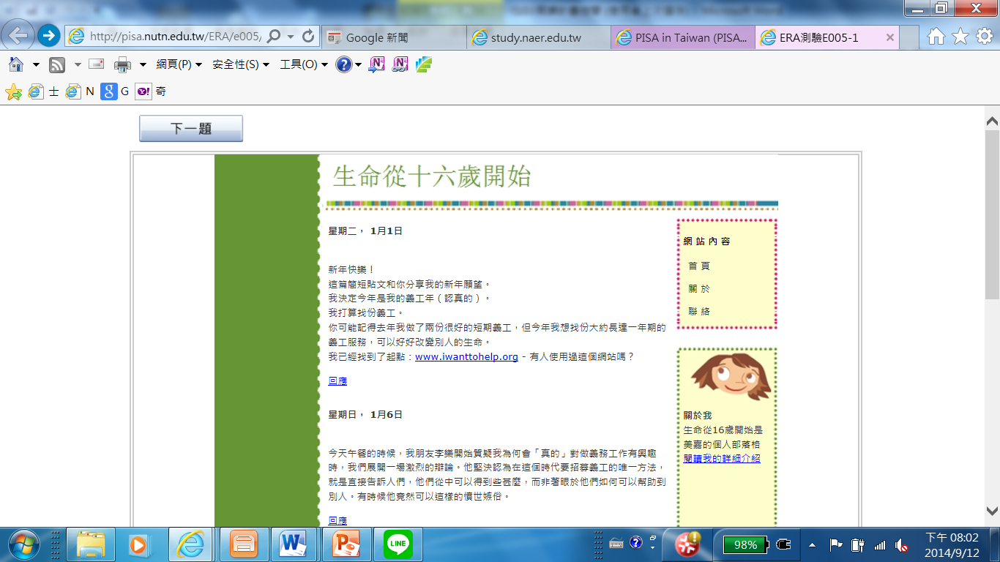 http://pisa.nutn.edu.tw/ERA/e005,
Google 新聞
study.naer.edu.tw
PISA in Taiwan (PISA...
ERA測驗E005-1
網頁(P)
安全性(S)
工具(O)
士
N
G
奇
下一題
生命從十六歲開始
星期二， 1月1日
新年快樂！
這篇簡短貼文和你分享我的新年願望。
我決定今年是我的義工年（認真的）。
我打算找份義工。
你可能記得去年我做了兩份很好的短期義工，但今年我想找份大約長達一年期的
義工服務，可以好好改變別人的生命。
我已經找到了起點：www.iwanttohelp.org - 有人使用過這個網站嗎？
回應
星期日， 1月6日
今天午餐的時候，我朋友李樂開始質疑我為何會「真的」對做義務工作有興趣
時，我們展開一場激烈的辯論。他堅決認為在這個時代要招募義工的唯一方法，
就是直接告訴人們，他們從中可以得到些甚麼，而非著眼於他們如何可以幫助到
別人。有時候他竟然可以這樣的憤世嫉俗。
回應
網站內容
首頁
關於
聯絡
關於我
生命從16歲開始是
美嘉的個人部落格
閱讀我的詳細介紹
LINE
98%
下午 08:02
2014/9/12